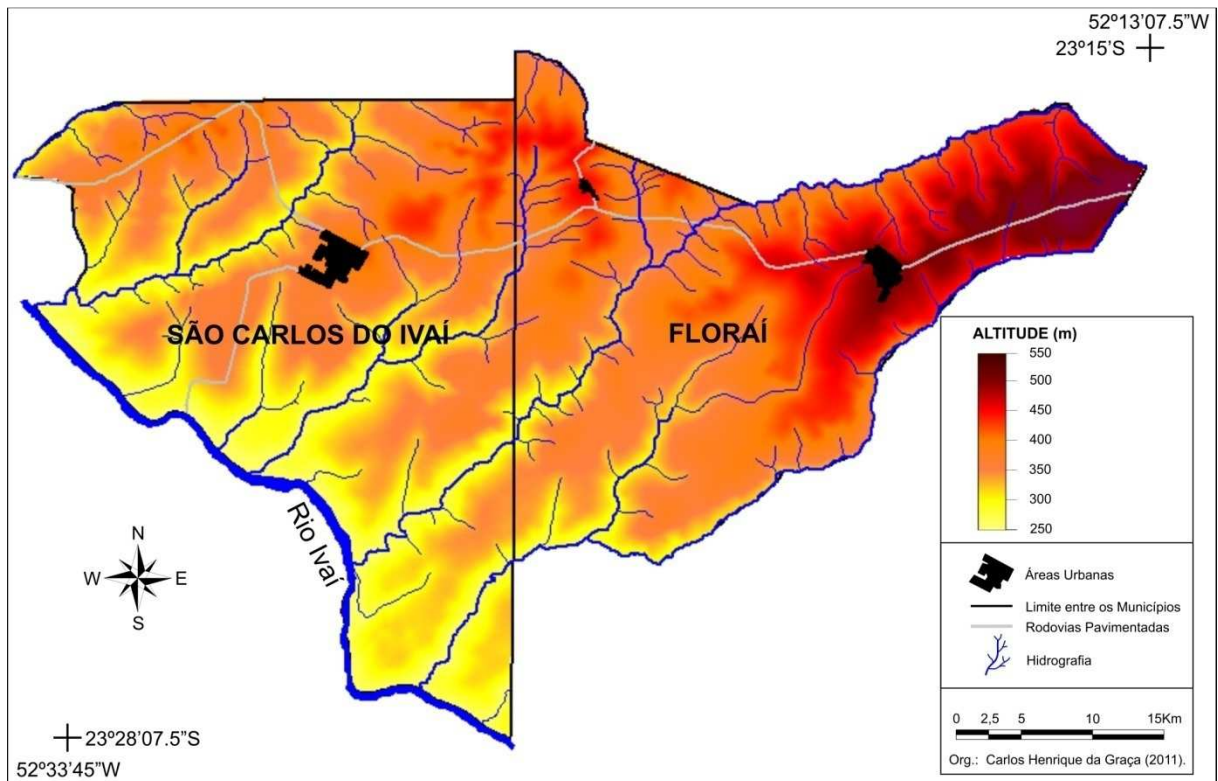 52º13'07.5”W
23º15'S
SÃO CARLOS DO IVAÍ
FLORAÍ
Rio Ivaí
N
W
E
S
23º28'07.5”S
52º33'45”W
ALTITUDE (m)
550
500
450
400
350
300
250
Áreas Urbanas
Limite entre os Municípios
Rodovias Pavimentadas
Hidrografia
0 2,5 5 10 15Km
Org.: Carlos Henrique da Graça (2011).